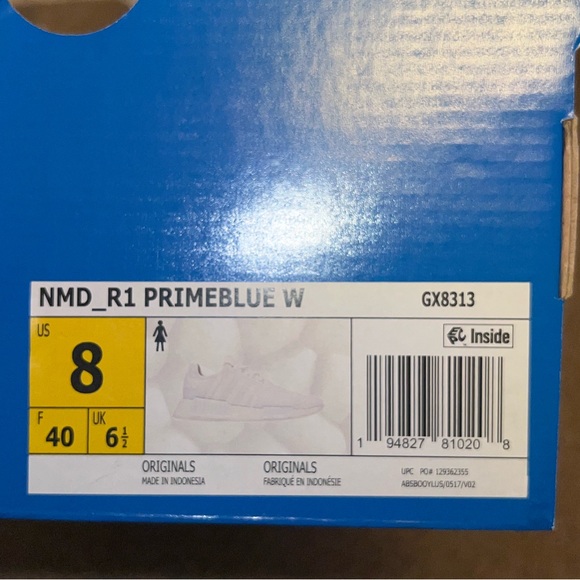 NMD_R1 PRIMEBLUE W GX8313
US
8
F
40
UK
6½
Inside
1 94827 81020 8
ORIGINALS
MADE IN INDONESIA
ORIGINALS
FABRIQUÉ EN INDONÉSIE
UPC PO# 129362355
ABSBOOYLUS/0517/V02